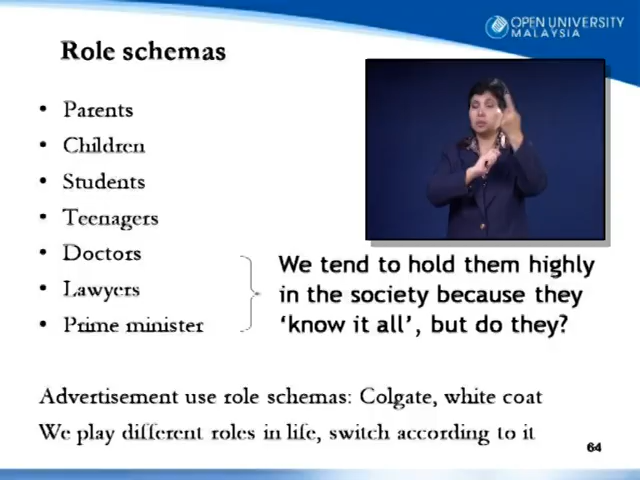 OPEN UNIVERSITY
MALAYSIA
Role schemas
• Parents
• Children
• Students
• Teenagers
• Doctors
• Lawyers
• Prime minister
We tend to hold them highly
in the society because they
‘know it all’, but do they?
Advertisement use role schemas: Colgate, white coat
We play different roles in life, switch according to it
64